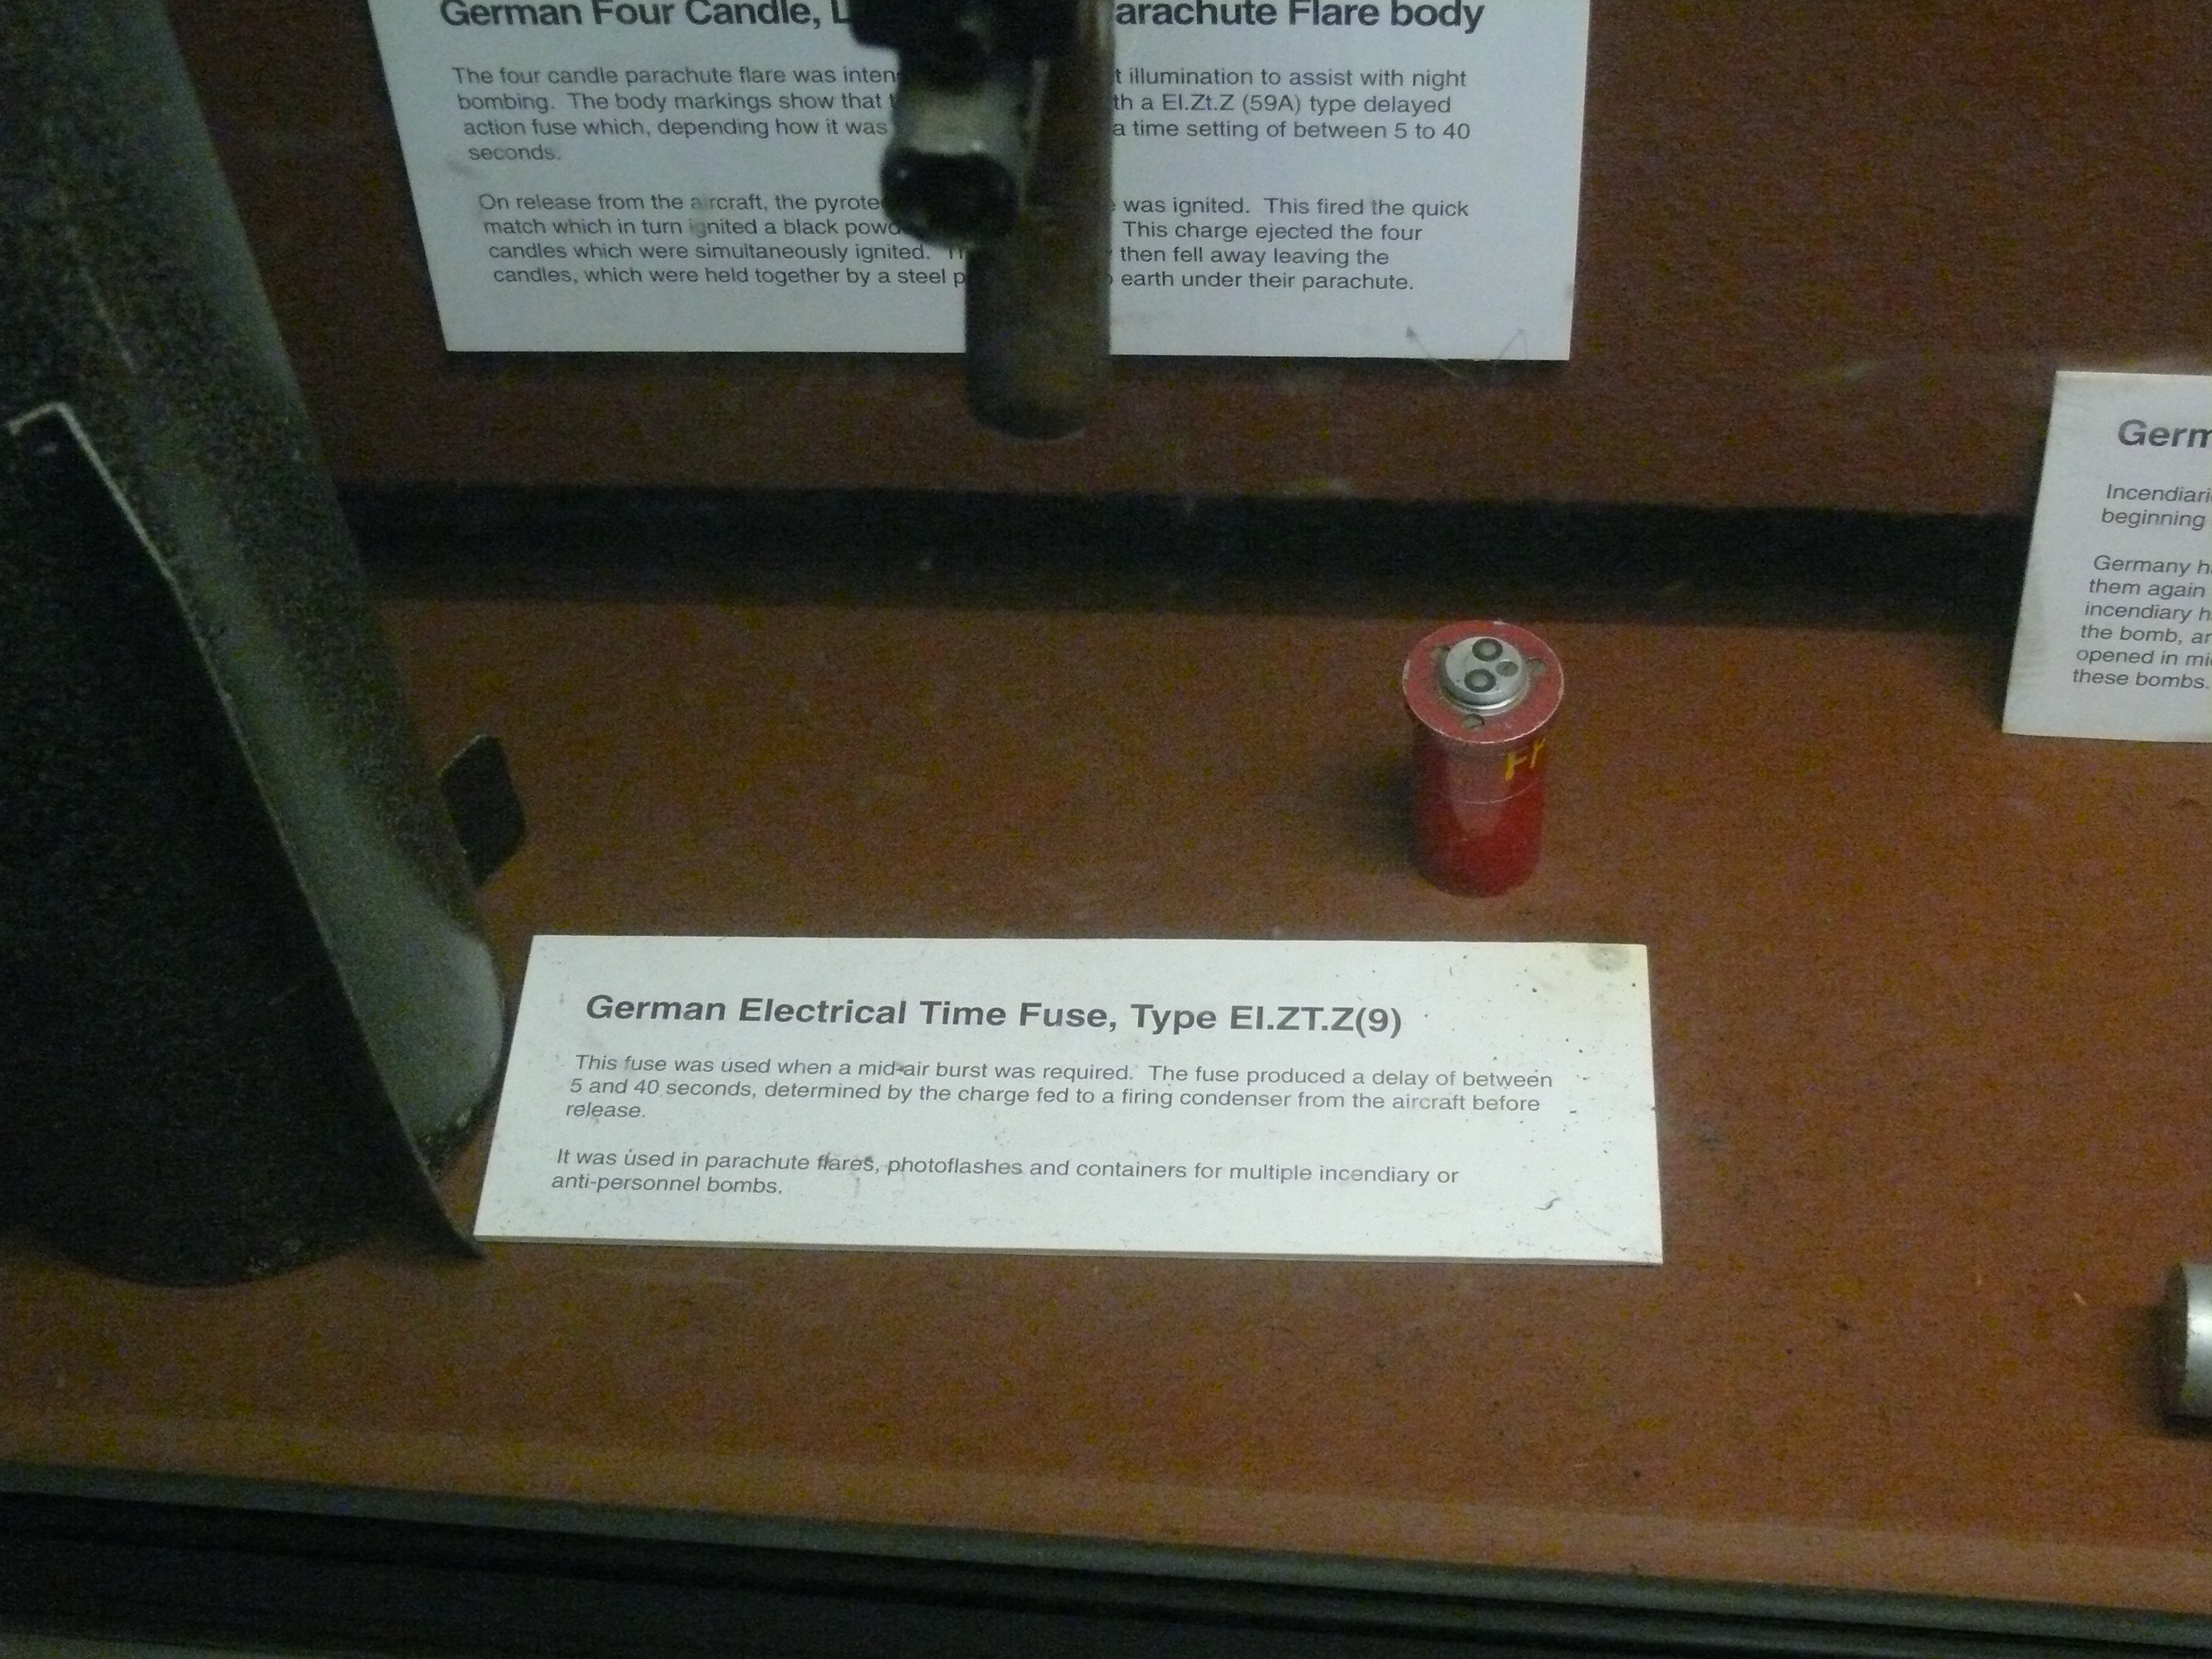 German Four Candle, arachute Flare body
The four candle parachute flare was inten t illumination to assist with night
bombing. The body markings show that th a El.Zt.Z (59A) type delayed
action fuse which, depending how it was a time setting of between 5 to 40
seconds.
On release from the aircraft, the pyrote was ignited. This fired the quick
match which in turn ignited a black powd This charge ejected the four
candles which were simultaneously ignited. then fell away leaving the
candles, which were held together by a steel p earth under their parachute.
Germ
Incendiari
beginning
Germany h
them again
incendiary h
the bomb, ar
opened in mi
these bombs.
German Electrical Time Fuse, Type El.ZT.Z(9)
This fuse was used when a mid-air burst was required. The fuse produced a delay of between
5 and 40 seconds, determined by the charge fed to a firing condenser from the aircraft before
release.
It was used in parachute flares, photoflashes and containers for multiple incendiary or
anti-personnel bombs.